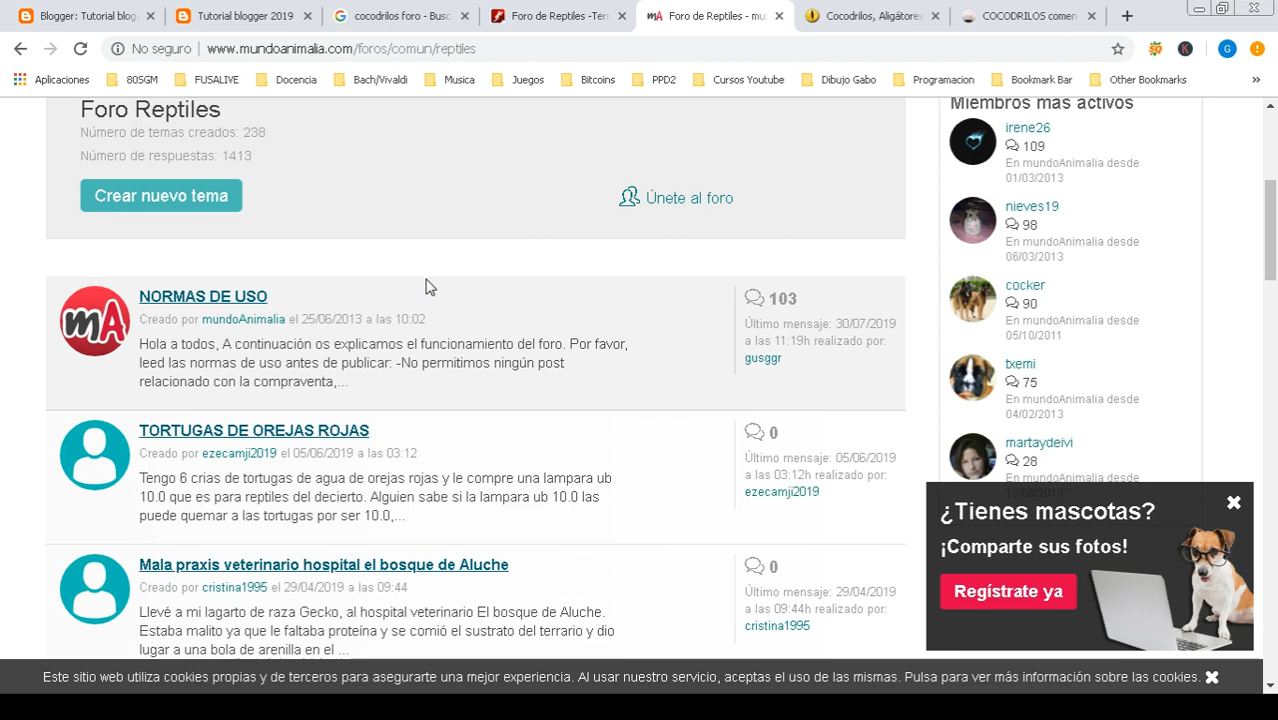 Blogger: Tutorial blog
Tutorial blogger 2019
cocodrilos foro - Busc
Foro de Reptiles -Terr
Foro de Reptiles - mu
Cocodrilos, Aligátores
COCODRILOS comen
No seguro
www.mundoanimalia.com/foros/comun/reptiles
G
Aplicaciones
80SGM
FUSALIVE
Docencia
Bach/Vivaldi
Musica
Juegos
Bitcoins
PPD2
Cursos Youtube
Dibujo Gabo
Programacion
Bookmark Bar
Other Bookmarks
Foro Reptiles
Número de temas creados: 238
Número de respuestas: 1413
Crear nuevo tema
Únete al foro
mA
NORMAS DE USO
Creado por mundoAnimalia el 25/06/2013 a las 10:02
Hola a todos, A continuación os explicamos el funcionamiento del foro. Por favor,
leed las normas de uso antes de publicar: -No permitimos ningún post
relacionado con la compraventa,...
103
Último mensaje: 30/07/2019
a las 11:19h realizado por:
gusggr
TORTUGAS DE OREJAS ROJAS
Creado por ezecamji2019 el 05/06/2019 a las 03:12
Tengo 6 crias de tortugas de agua de orejas rojas y le compre una lampara ub
10.0 que es para reptiles del decierto. Alguien sabe si la lampara ub 10.0 las
puede quemar a las tortugas por ser 10.0,...
0
Último mensaje: 05/06/2019
a las 03:12h realizado por:
ezecamji2019
Mala praxis veterinario hospital el bosque de Aluche
Creado por cristina1995 el 29/04/2019 a las 09:44
Llevé a mi lagarto de raza Gecko, al hospital veterinario El bosque de Aluche.
Estaba malito ya que le faltaba proteína y se comió el sustrato del terrario y dio
lugar a una bola de arenilla en el ...
0
Último mensaje: 29/04/2019
a las 09:44h realizado por:
cristina1995
Miembros más activos
irene26
109
En mundoAnimalia desde
01/03/2013
nieves19
98
En mundoAnimalia desde
06/03/2013
cocker
90
En mundoAnimalia desde
05/10/2011
txemi
75
En mundoAnimalia desde
04/02/2013
martaydeivi
28
En mundoAnimalia desde
¿Tienes mascotas?
¡Comparte sus fotos!
Regístrate ya
Este sitio web utiliza cookies propias y de terceros para asegurarte una mejor experiencia. Al usar nuestro servicio, aceptas el uso de las mismas. Pulsa para ver más información sobre las cookies.